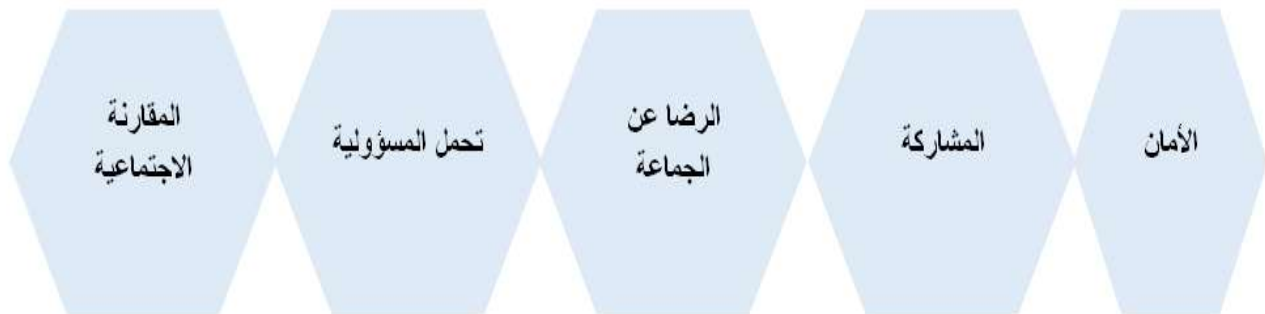 الأمان
المشاركة
الرضا عن
الجماعة
تحمل المسؤولية
المقارنة
الاجتماعية